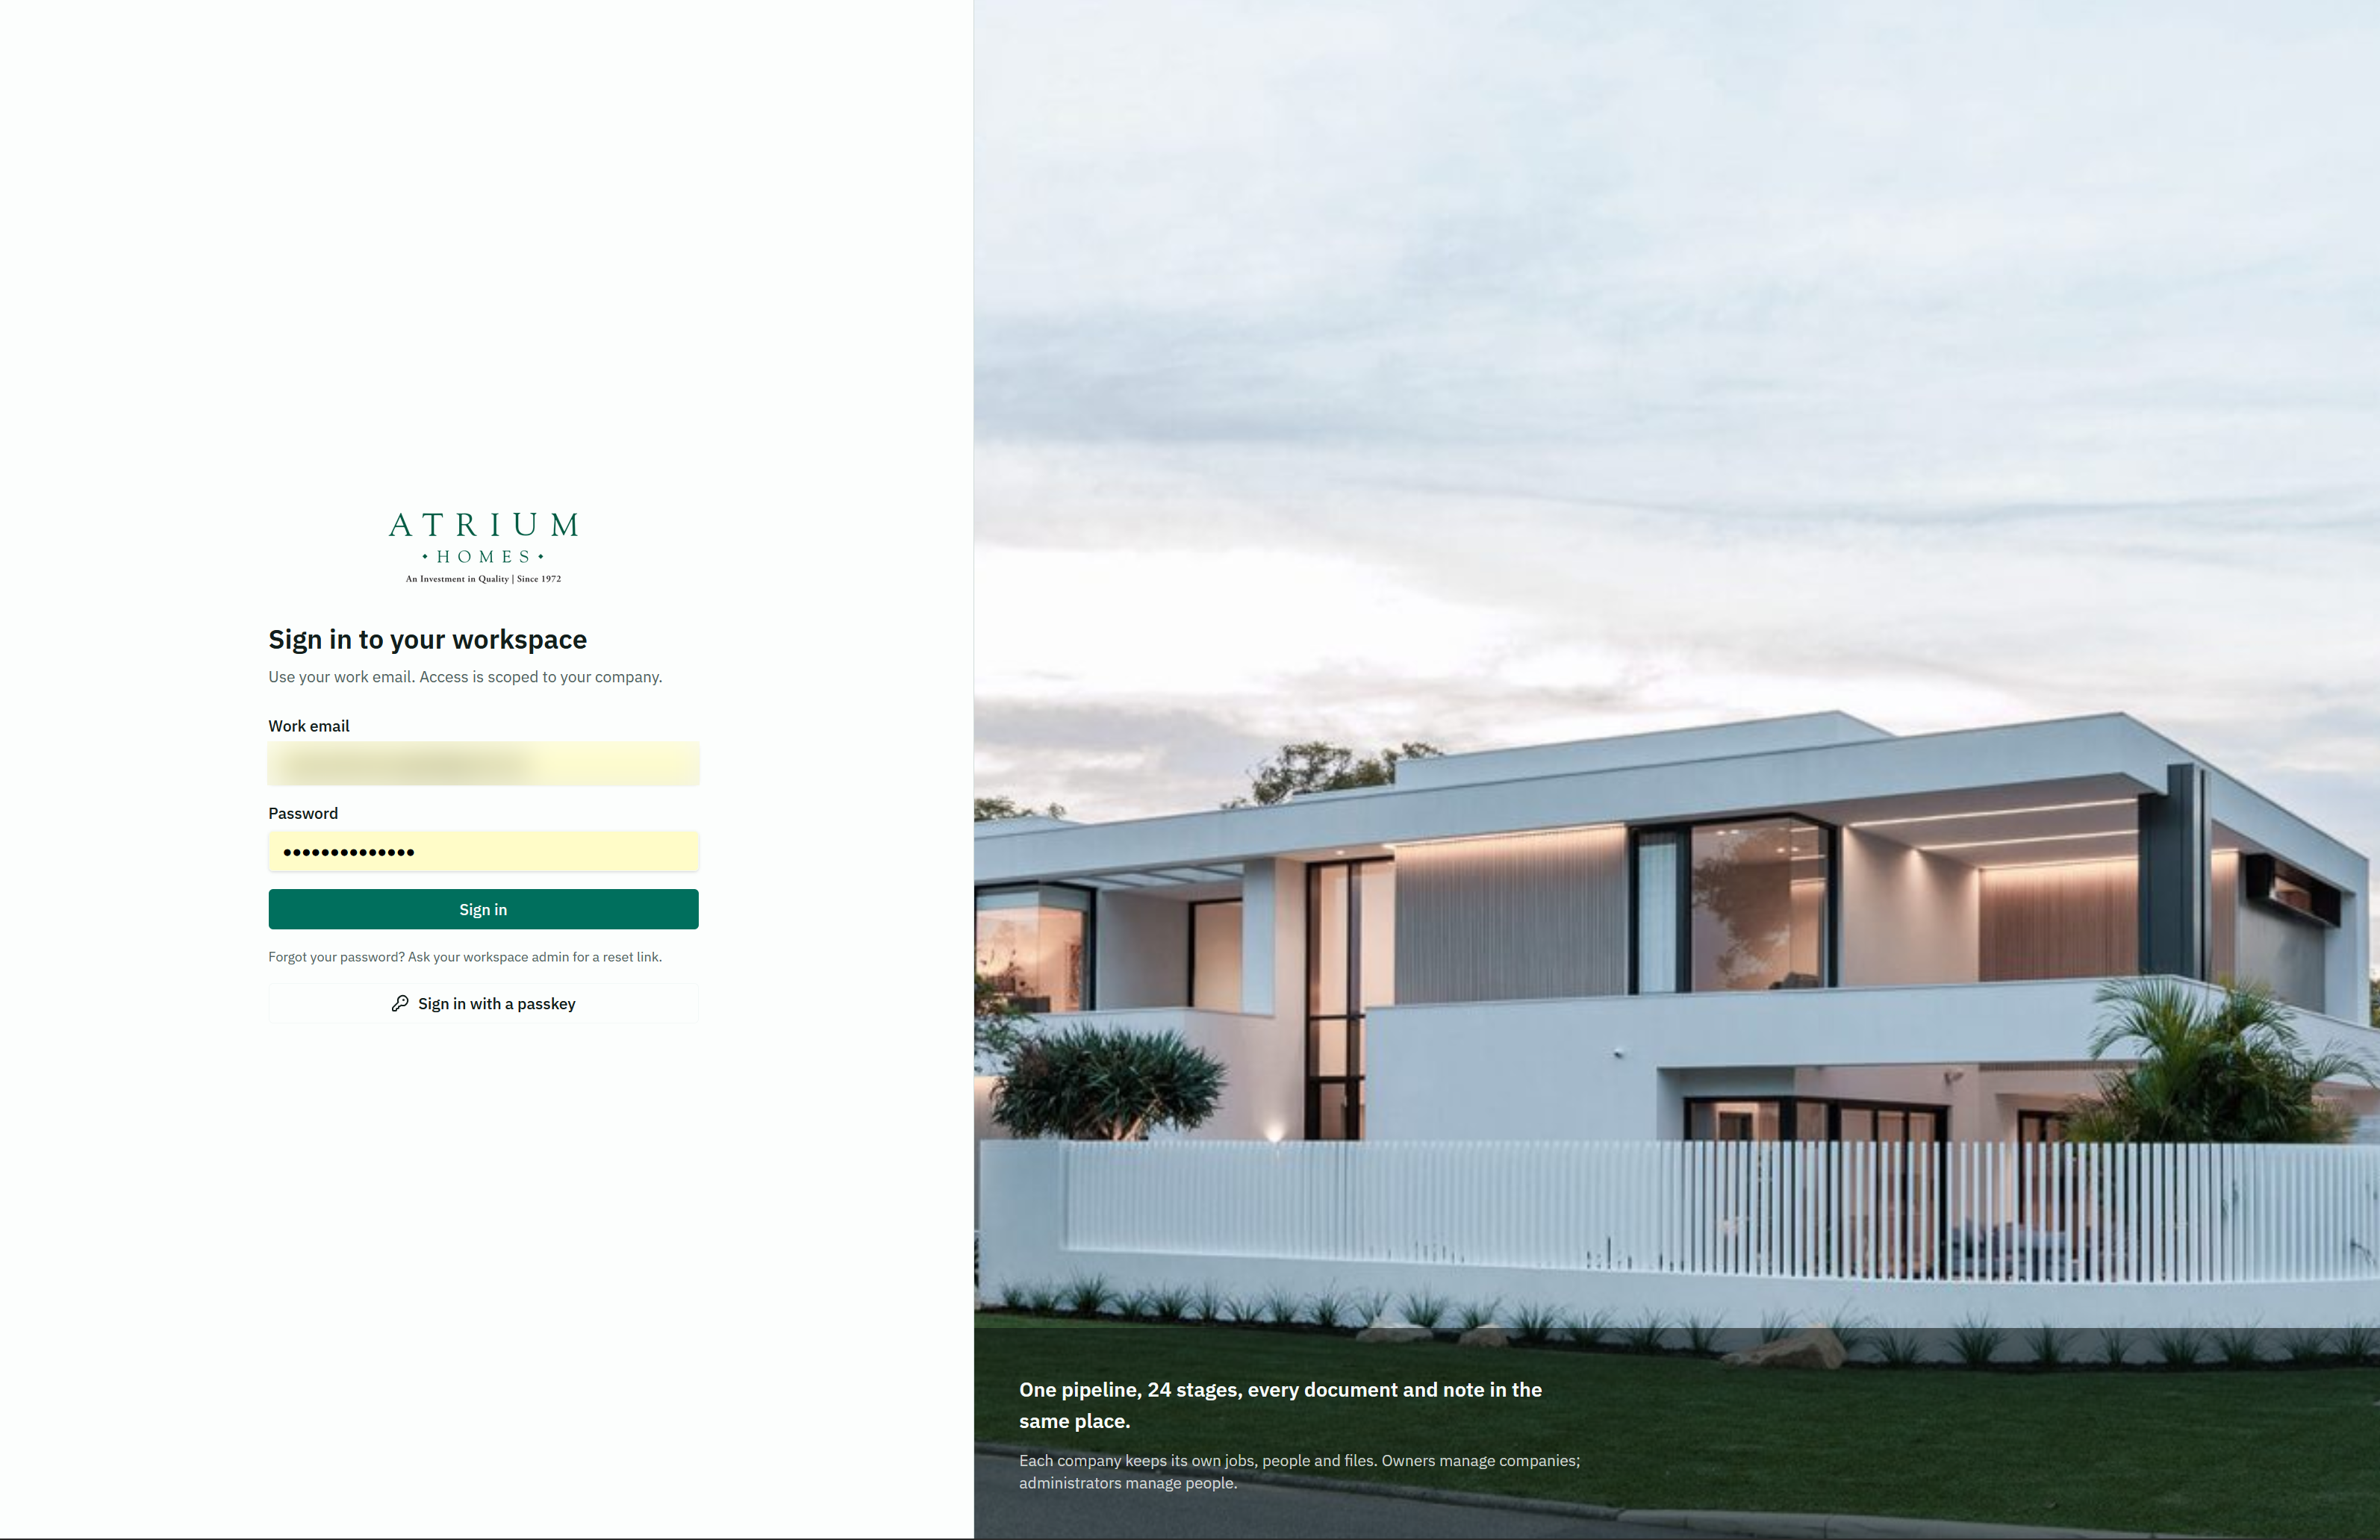 ATRIUM
HOMES
An Investment in Quality | Since 1972
Sign in to your workspace
Use your work email. Access is scoped to your company.
Work email
Password
Sign in
Forgot your password? Ask your workspace admin for a reset link.
Sign in with a passkey
One pipeline, 24 stages, every document and note in the
same place.
Each company keeps its own jobs, people and files. Owners manage companies;
administrators manage people.